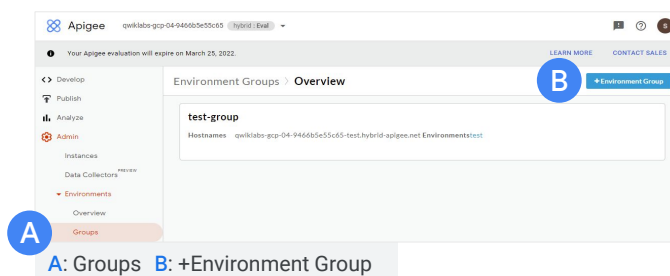 Apigee qwiklabs-gcp-04-9466b5e55c65 hybrid : Eval S
Your Apigee evaluation will expire on March 25, 2022. LEARN MORE CONTACT SALES
Develop
Environment Groups > Overview
B
+Environment Group
Publish
Analyze
Admin
Instances
Data Collectors PREVIEW
Environments
Overview
Groups
test-group
Hostnames qwiklabs-gcp-04-9466b5e55c65-test.hybrid-apigee.net Environments test
A
A: Groups B: +Environment Group